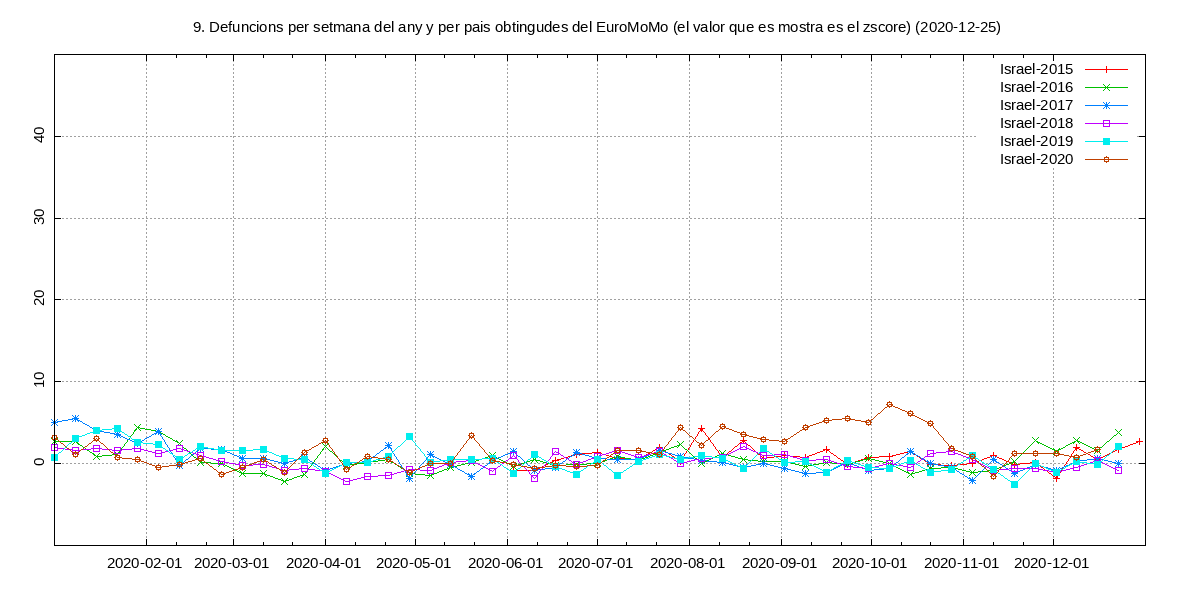 9. Defuncions per setmana del any y per pais obtingudes del EuroMoMo (el valor que es mostra es el zscore) (2020-12-25)
Israel-2015
Israel-2016
Israel-2017
Israel-2018
Israel-2019
Israel-2020
40
30
20
10
0
2020-02-01 2020-03-01 2020-04-01 2020-05-01 2020-06-01 2020-07-01 2020-08-01 2020-09-01 2020-10-01 2020-11-01 2020-12-01